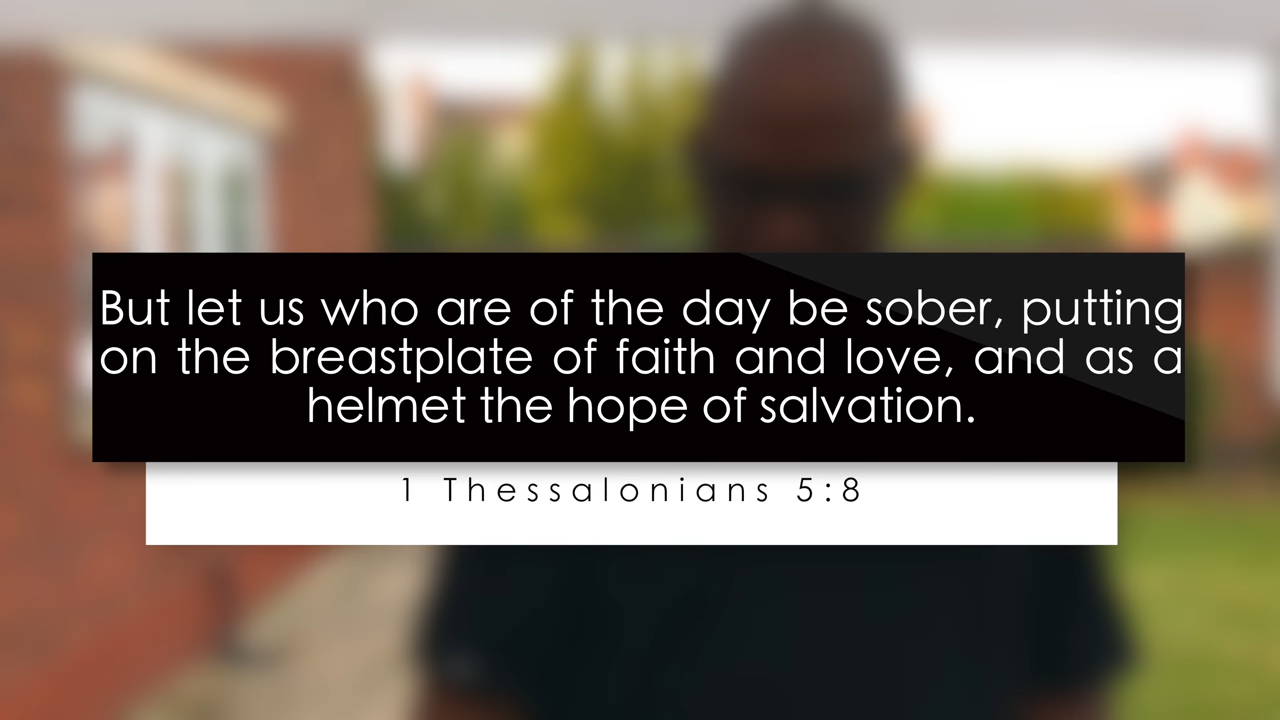 But let us who are of the day be sober, putting
on the breastplate of faith and love, and as a
helmet the hope of salvation.
1 Thessalonians 5:8